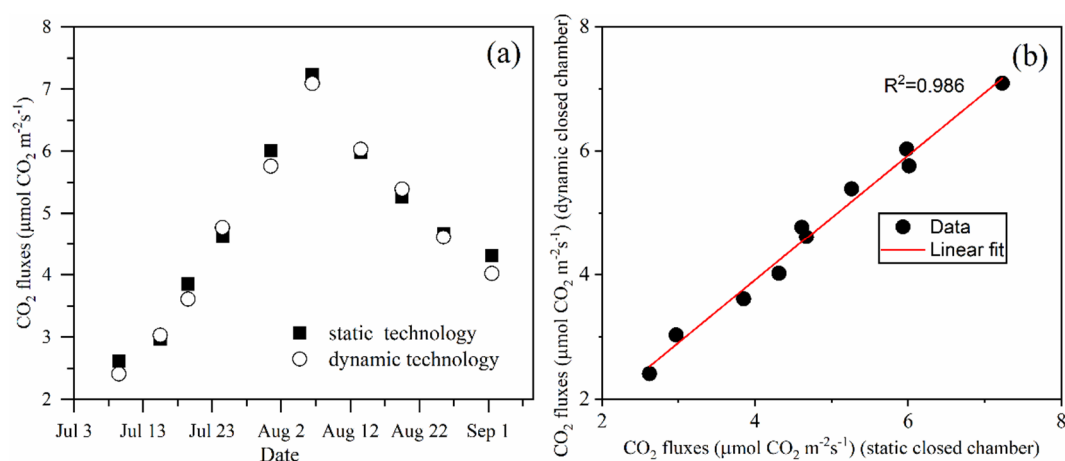 (a)
8
7
6
5
4
3
2
CO₂ fluxes (μmol CO₂ m⁻²s⁻¹)
static technology
dynamic technology
Jul 3 Jul 13 Jul 23 Aug 2 Aug 12 Aug 22 Sep 1
Date
(b)
8
6
4
2
CO₂ fluxes (μmol CO₂ m⁻²s⁻¹) (dynamic closed chamber)
R²=0.986
Data
Linear fit
2 4 6 8
CO₂ fluxes (μmol CO₂ m⁻²s⁻¹) (static closed chamber)